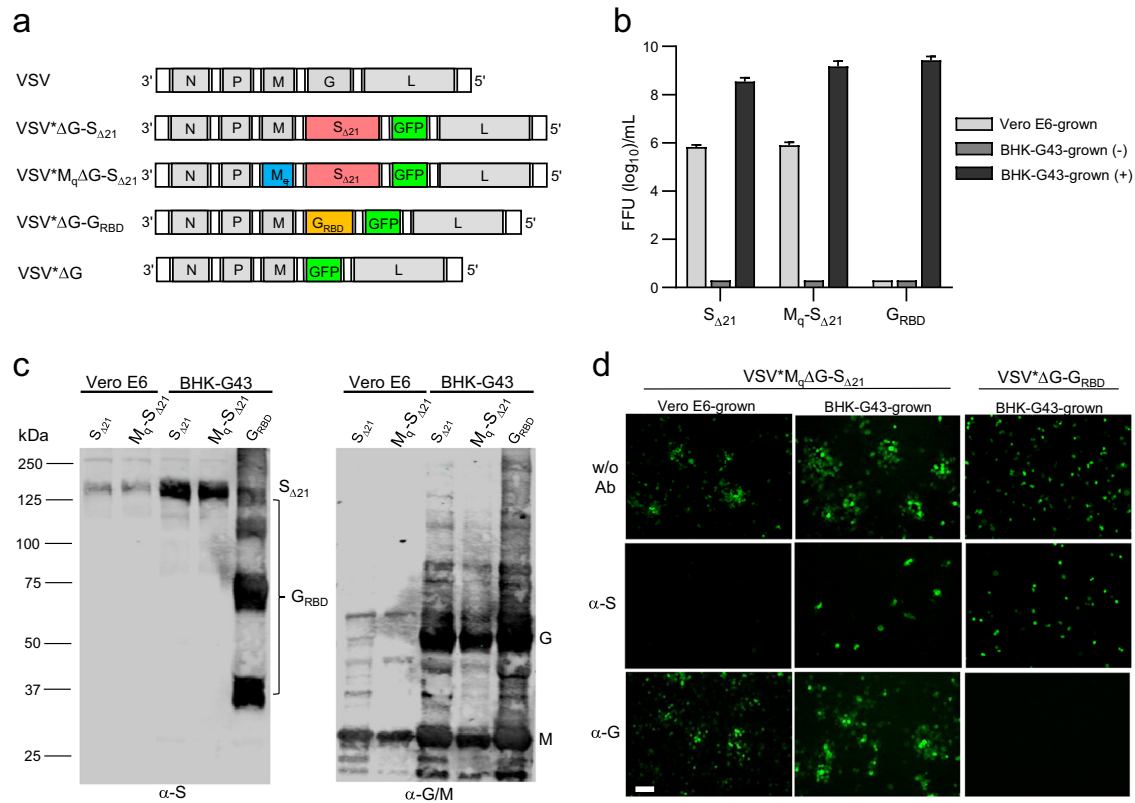 a
VSV 3' N P M G L 5'
VSV*ΔG-SΔ21 3' N P M SΔ21 GFP L 5'
VSV*MqΔG-SΔ21 3' N P M Mq SΔ21 GFP L 5'
VSV*ΔG-GRBD 3' N P M GRBD GFP L 5'
VSV*ΔG 3' N P M GFP L 5'
b
FFU (log10)/mL
10
8
6
4
2
0
SΔ21 Mq-SΔ21 GRBD
Vero E6-grown
BHK-G43-grown (-)
BHK-G43-grown (+)
c
Vero E6 BHK-G43
SΔ21 Mq-SΔ21 SΔ21 Mq-SΔ21 GRBD
kDa
250
125
100
75
50
37
25
SΔ21
GRBD
α-S
Vero E6 BHK-G43
SΔ21 Mq-SΔ21 SΔ21 Mq-SΔ21 GRBD
G
M
α-G/M
d
VSV*MqΔG-SΔ21 VSV*ΔG-GRBD
Vero E6-grown BHK-G43-grown BHK-G43-grown
w/o
Ab
α-S
α-G